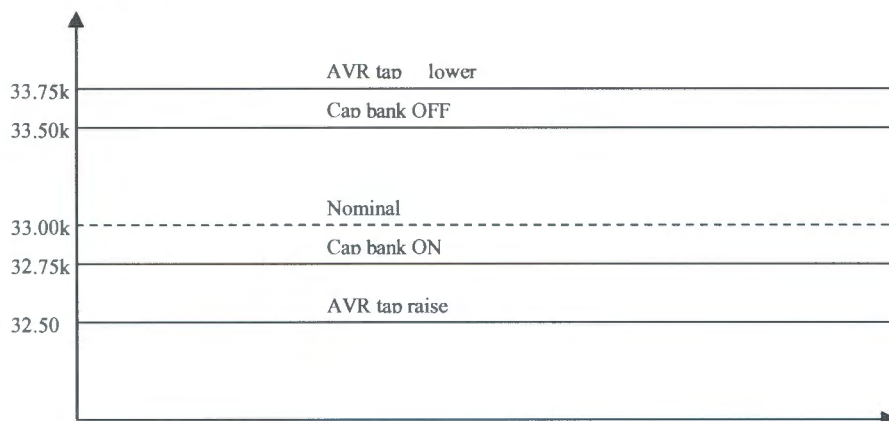 AVR tap lower
33.75k
Cap bank OFF
33.50k
Nominal
33.00k
Cap bank ON
32.75k
AVR tap raise
32.50